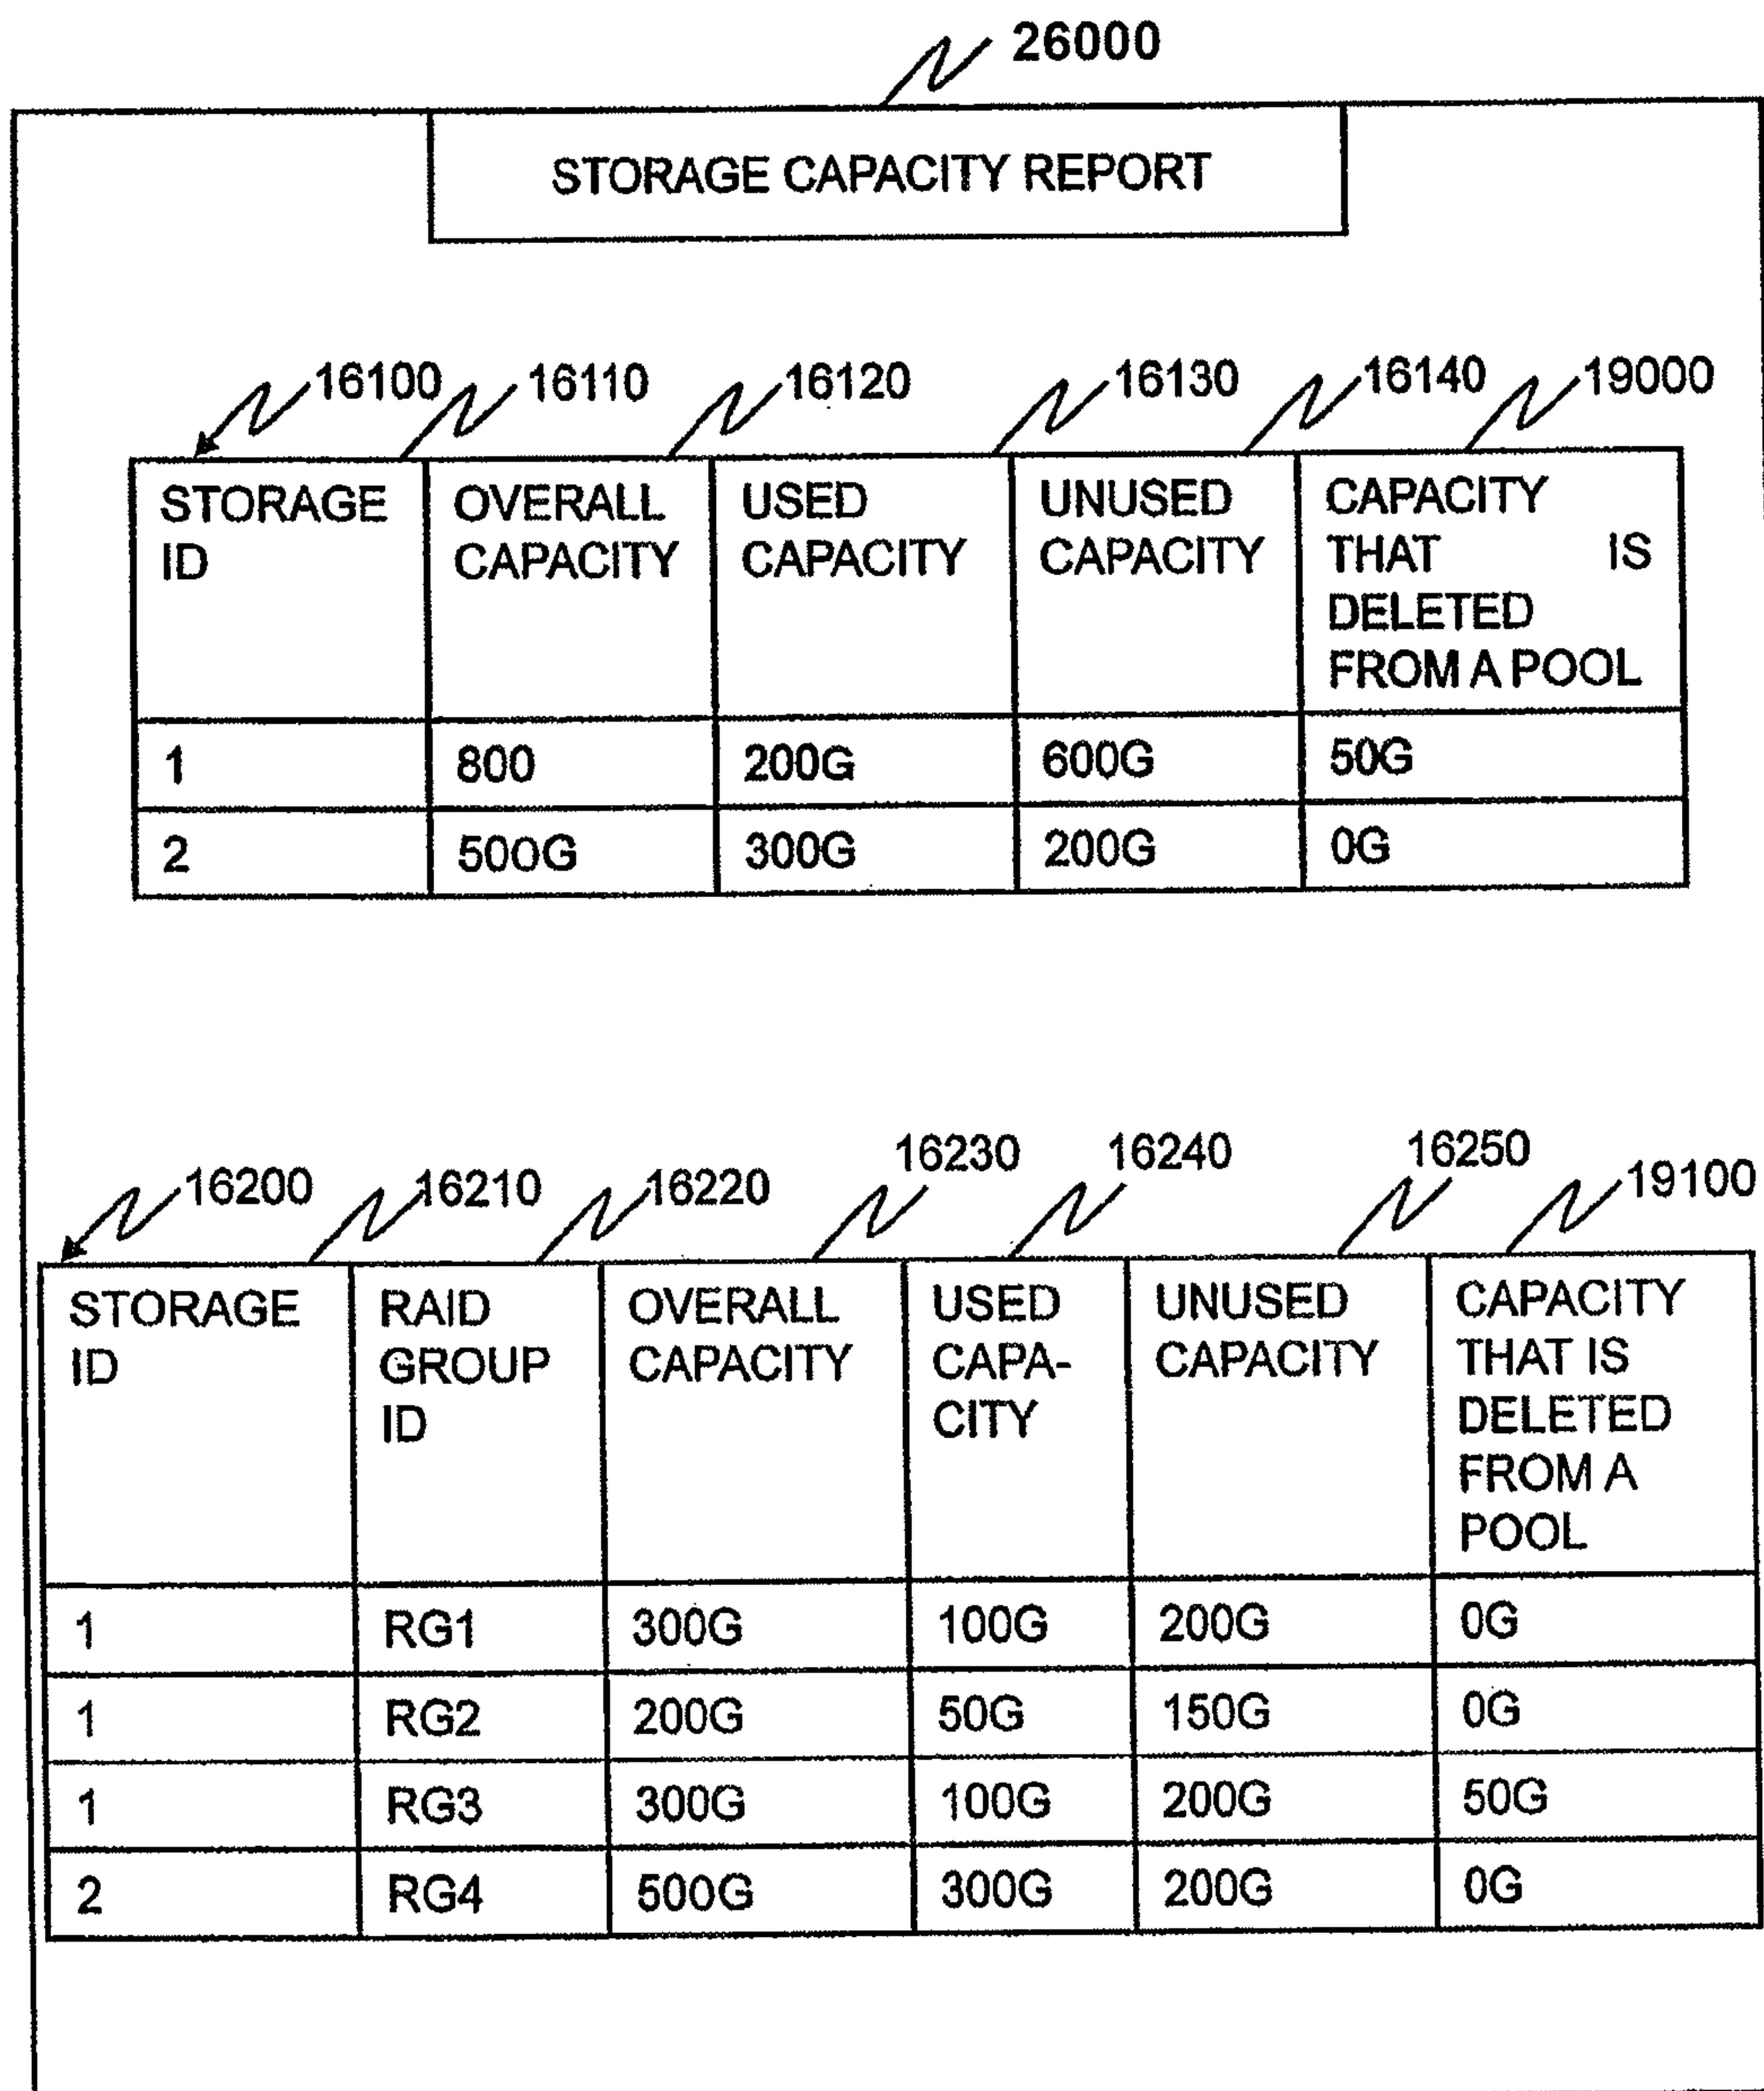 26000
STORAGE CAPACITY REPORT
16100 16110 16120 16130 16140 19000
STORAGE ID
OVERALL CAPACITY
USED CAPACITY
UNUSED CAPACITY
CAPACITY THAT IS DELETED FROM A POOL
1 800 200G 600G 50G
2 500G 300G 200G 0G
16200 16210 16220 16230 16240 16250 19100
STORAGE ID
RAID GROUP ID
OVERALL CAPACITY
USED CAPA-CITY
UNUSED CAPACITY
CAPACITY THAT IS DELETED FROM A POOL
1 RG1 300G 100G 200G 0G
1 RG2 200G 50G 150G 0G
1 RG3 300G 100G 200G 50G
2 RG4 500G 300G 200G 0G